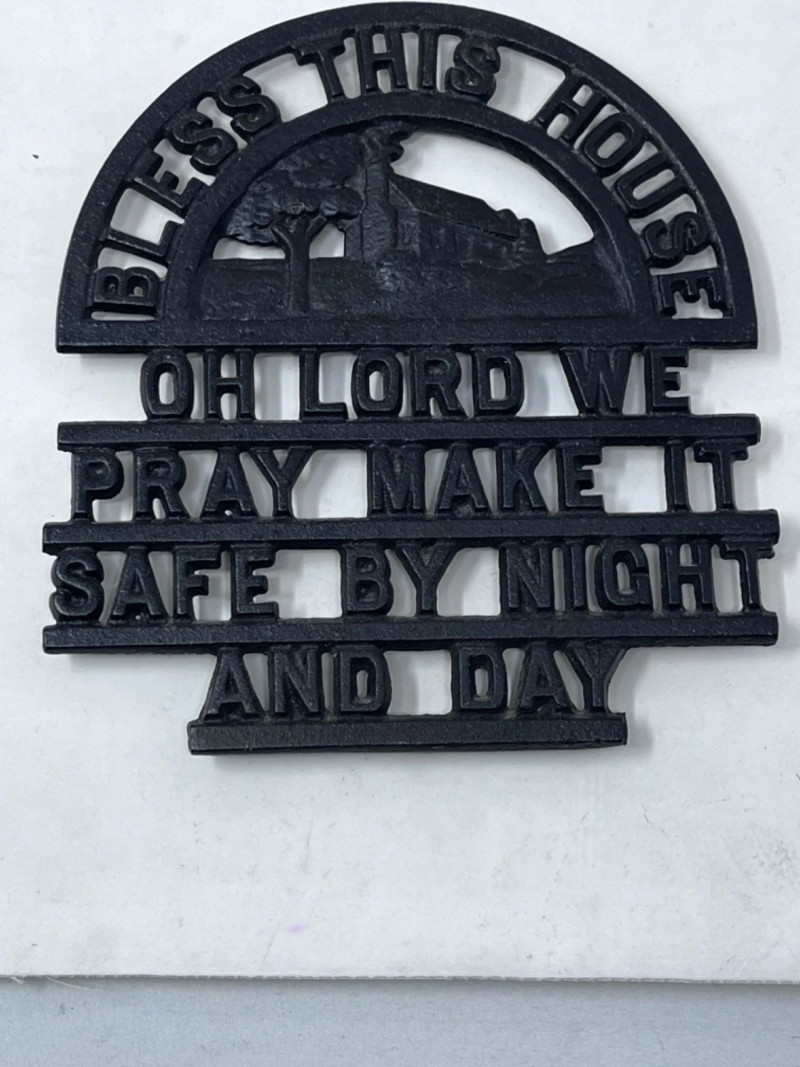 BLESS THIS HOUSE
OH LORD WE
PRAY MAKE IT
SAFE BY NIGHT
AND DAY